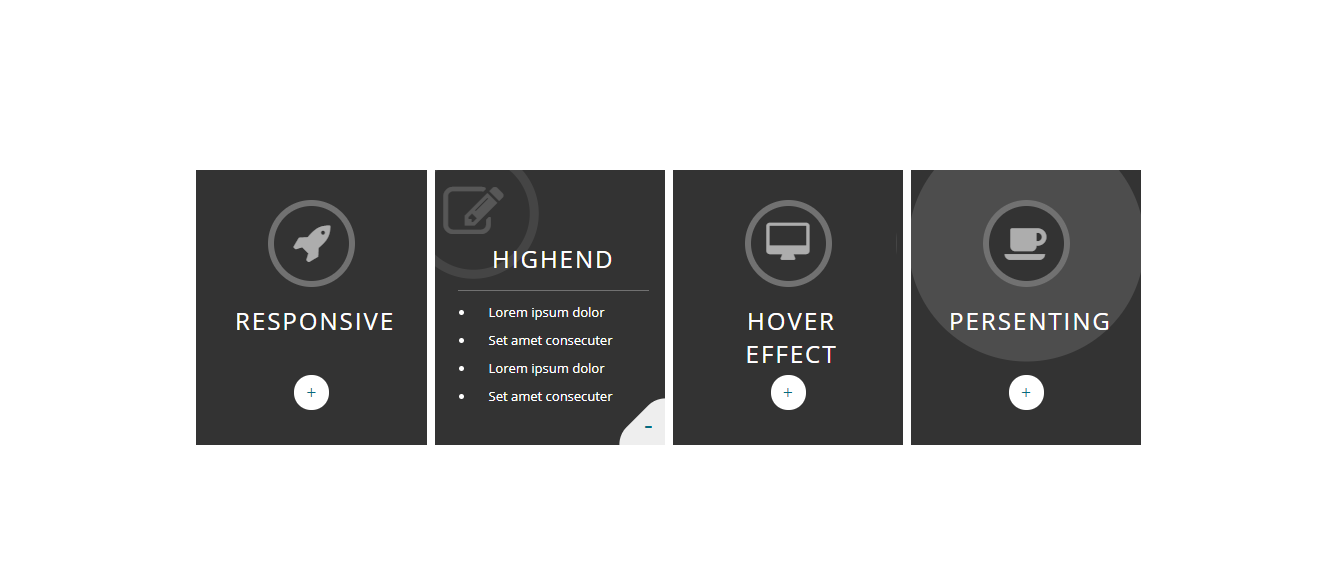 RESPONSIVE
+
HIGHEND
• Lorem ipsum dolor
• Set amet consecuter
• Lorem ipsum dolor
• Set amet consecuter
-
HOVER
EFFECT
+
PERSENTING
+